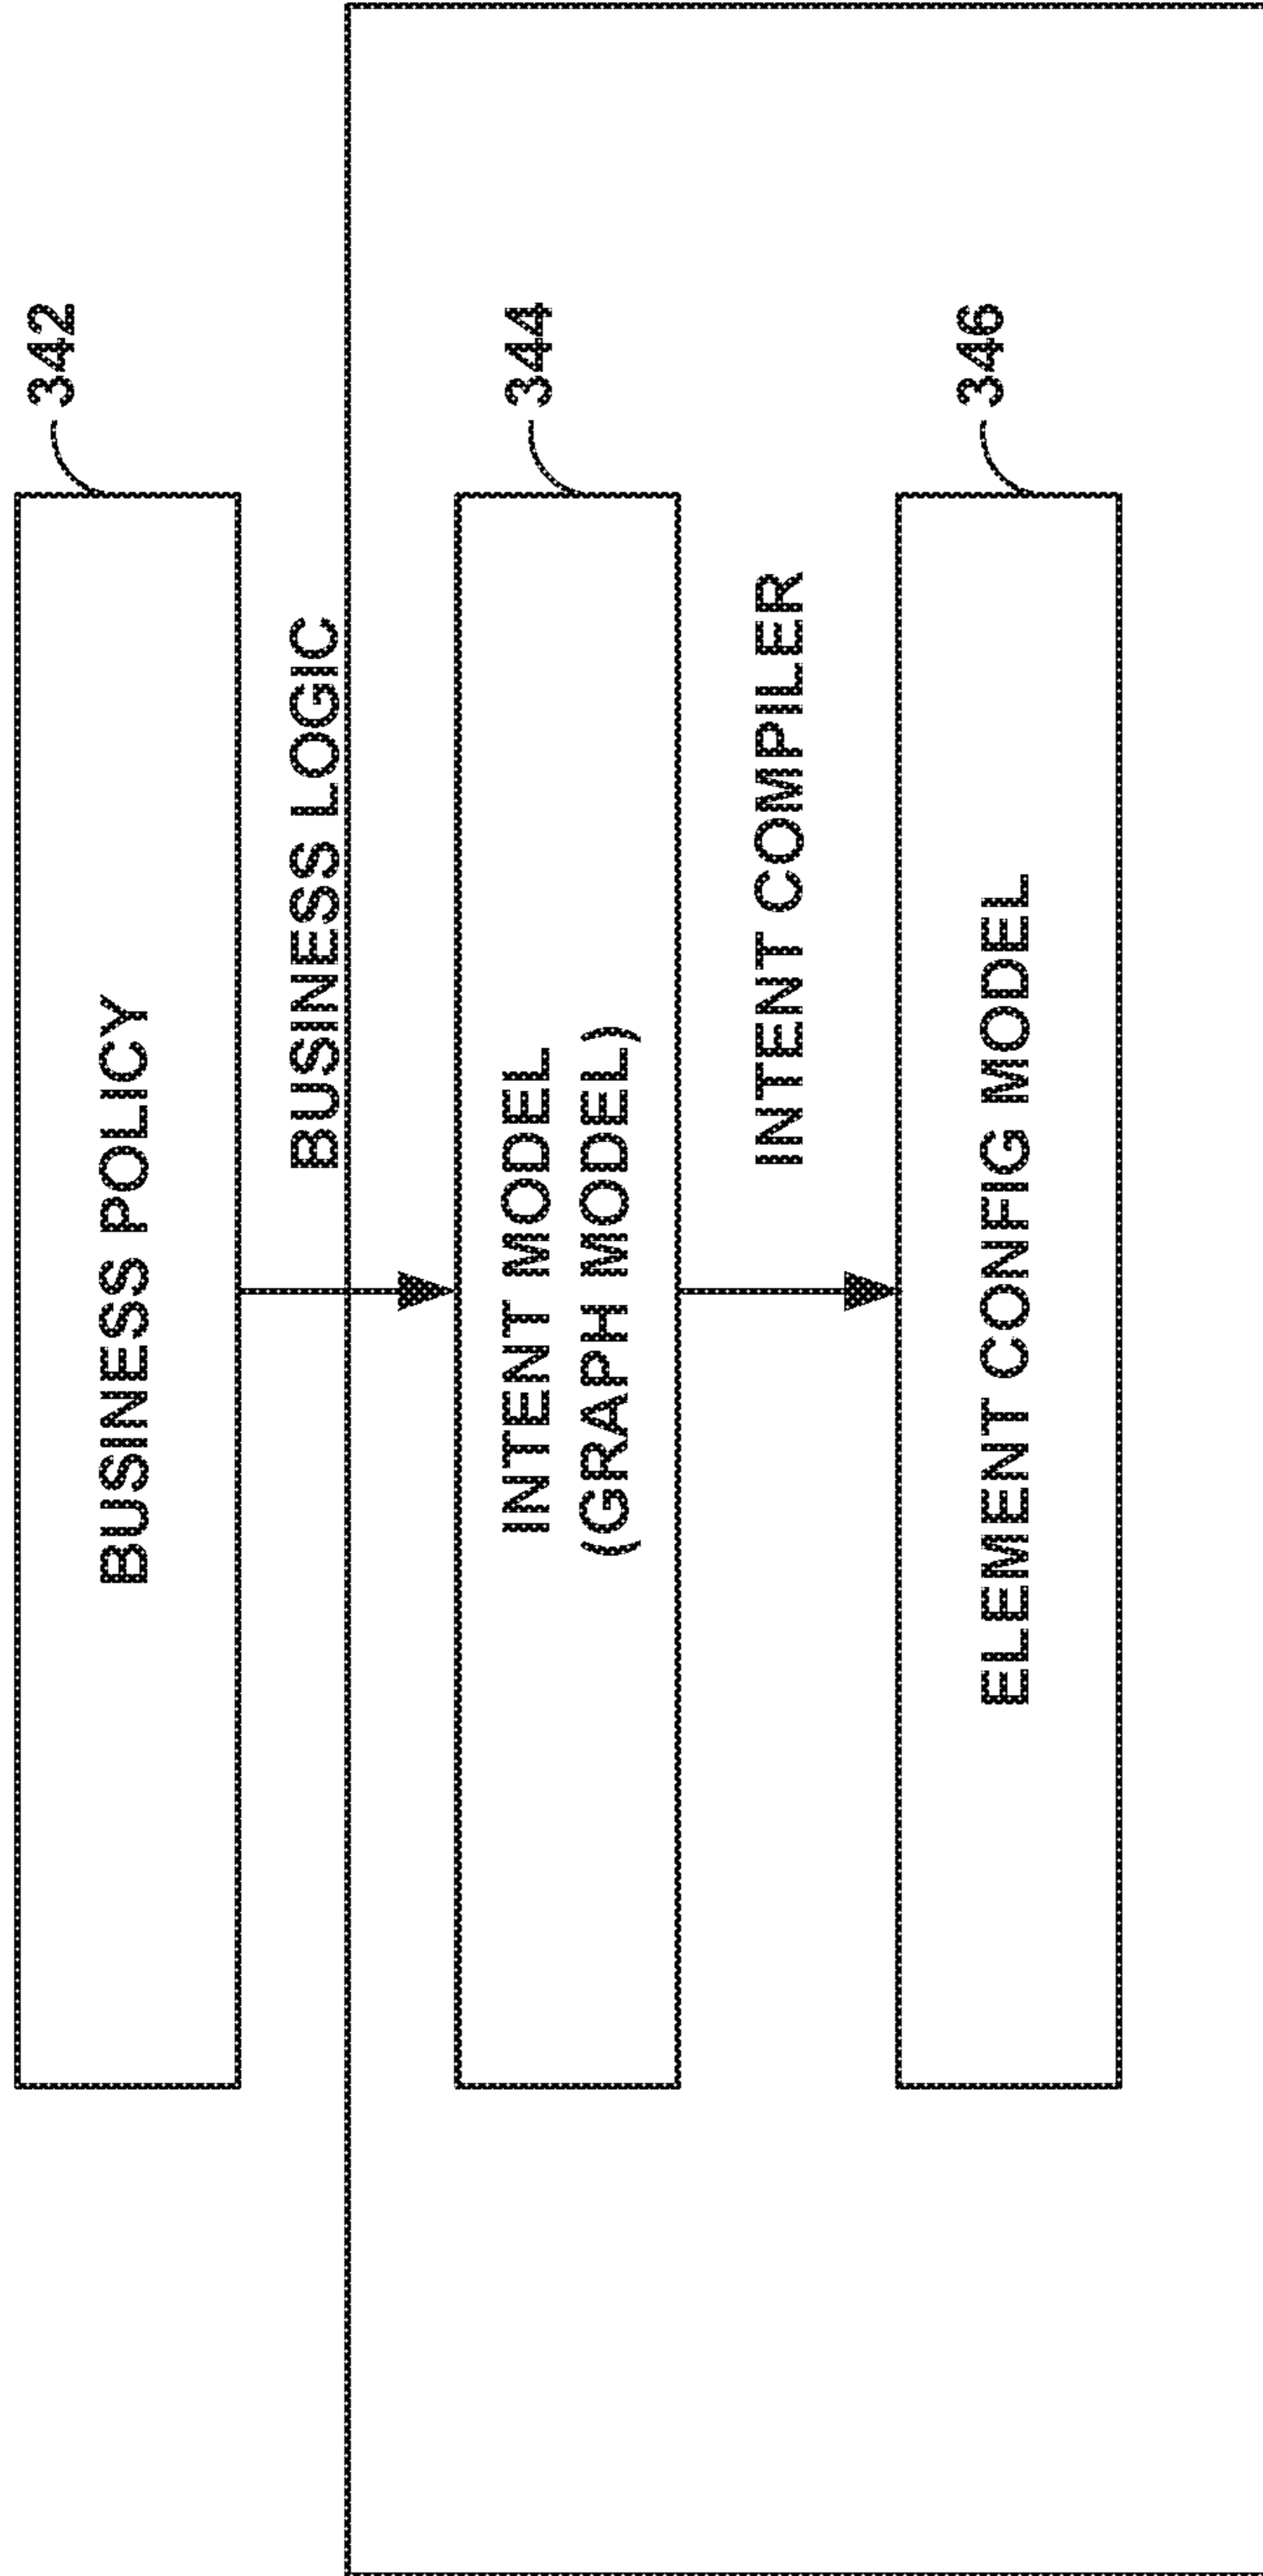 BUSINESS POLICY
342
BUSINESS LOGIC
INTENT MODEL
(GRAPH MODEL)
344
INTENT COMPILER
ELEMENT CONFIG MODEL
346